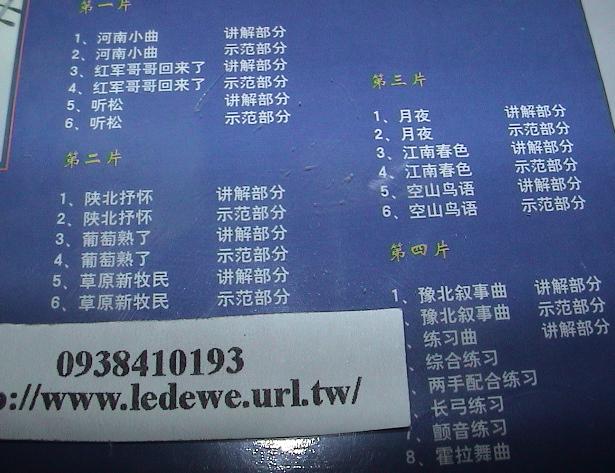 第一片
1、河南小曲 讲解部分
2、河南小曲 示范部分
3、红军哥哥回来了 讲解部分
4、红军哥哥回来了 示范部分
5、听松 讲解部分
6、听松 示范部分
第二片
1、陕北抒怀 讲解部分
2、陕北抒怀 示范部分
3、葡萄熟了 讲解部分
4、葡萄熟了 示范部分
5、草原新牧民 讲解部分
6、草原新牧民 示范部分
第三片
1、月夜 讲解部分
2、月夜 示范部分
3、江南春色 讲解部分
4、江南春色 示范部分
5、空山鸟语 讲解部分
6、空山鸟语 示范部分
第四片
1、豫北叙事曲 讲解部分
、豫北叙事曲 示范部分
、练习曲 讲解部分
、综合练习
、两手配合练习
、长弓练习
、颤音练习
8、霍拉舞曲
0938410193
p://www.ledewe.url.tw/